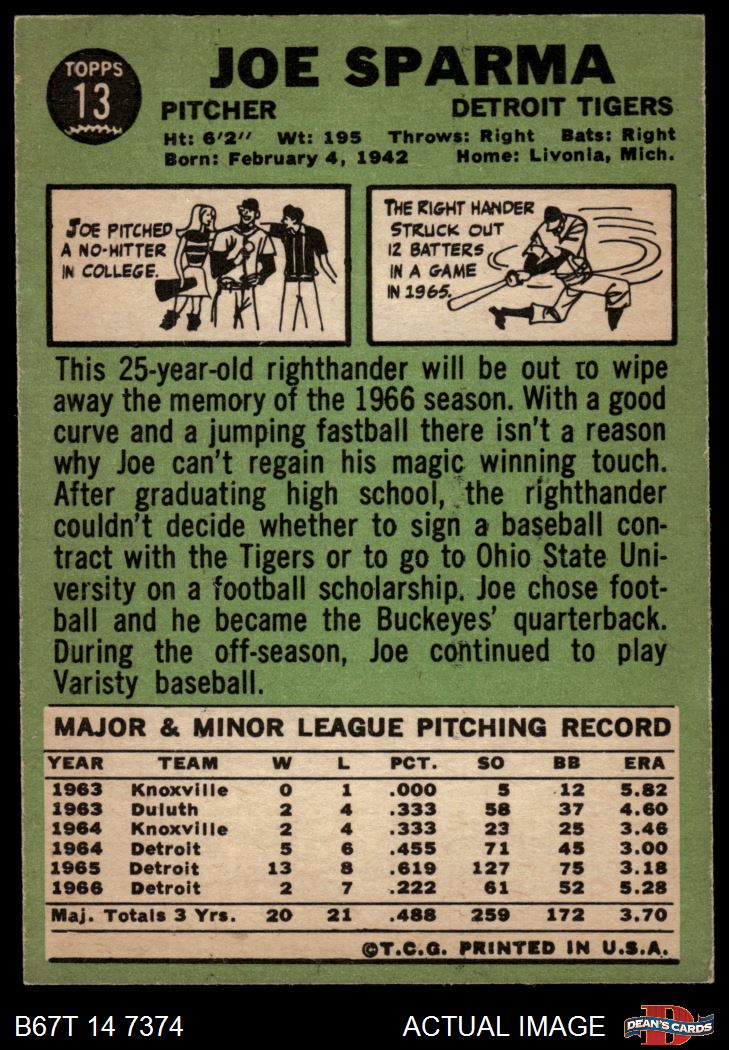 TOPPS
13
JOE SPARMA
PITCHER DETROIT TIGERS
Ht: 6'2" Wt: 195 Throws: Right Bats: Right
Born: February 4, 1942 Home: Livonia, Mich.
JOE PITCHED
A NO-HITTER
IN COLLEGE.
THE RIGHT HANDER
STRUCK OUT
12 BATTERS
IN A GAME
IN 1965.
This 25-year-old righthander will be out to wipe
away the memory of the 1966 season. With a good
curve and a jumping fastball there isn't a reason
why Joe can't regain his magic winning touch.
After graduating high school, the righthander
couldn't decide whether to sign a baseball con-
tract with the Tigers or to go to Ohio State Uni-
versity on a football scholarship. Joe chose foot-
ball and he became the Buckeyes' quarterback.
During the off-season, Joe continued to play
Varisty baseball.
MAJOR & MINOR LEAGUE PITCHING RECORD
YEAR TEAM W L PCT. SO BB ERA
1963 Knoxville 0 1 .000 5 12 5.82
1963 Duluth 2 4 .333 58 37 4.60
1964 Knoxville 2 4 .333 23 25 3.46
1964 Detroit 5 6 .455 71 45 3.00
1965 Detroit 13 8 .619 127 75 3.18
1966 Detroit 2 7 .222 61 52 5.28
Maj. Totals 3 Yrs. 20 21 .488 259 172 3.70
©T.C.G. PRINTED IN U.S.A.
B67T 14 7374 ACTUAL IMAGE
D
DEAN'S CARDS